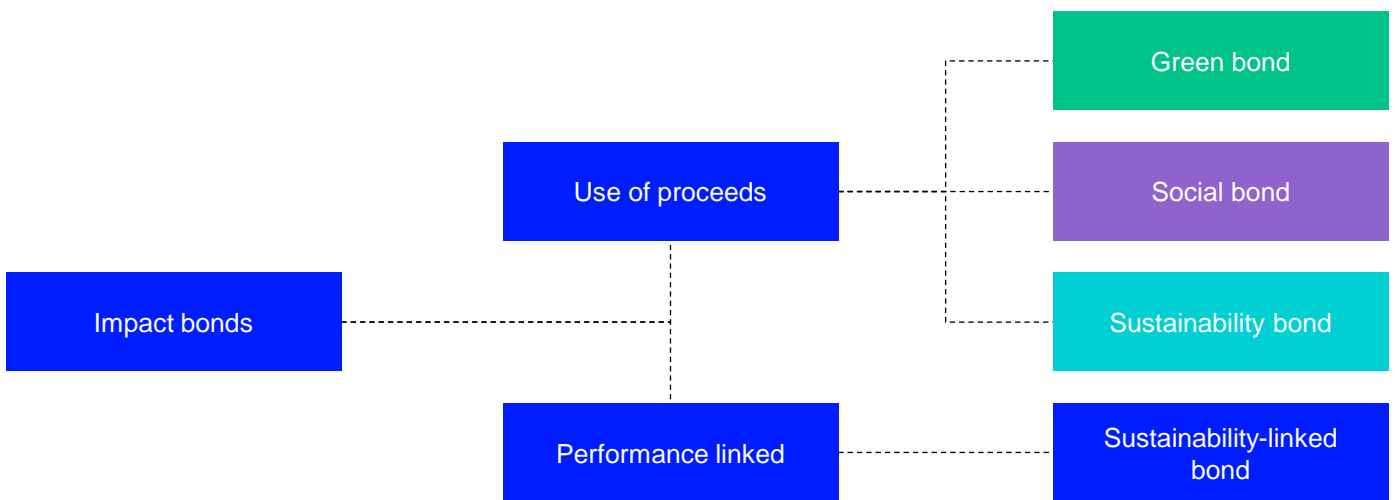 Green bond
Use of proceeds
Social bond
Impact bonds
Sustainability bond
Performance linked
Sustainability-linked
bond